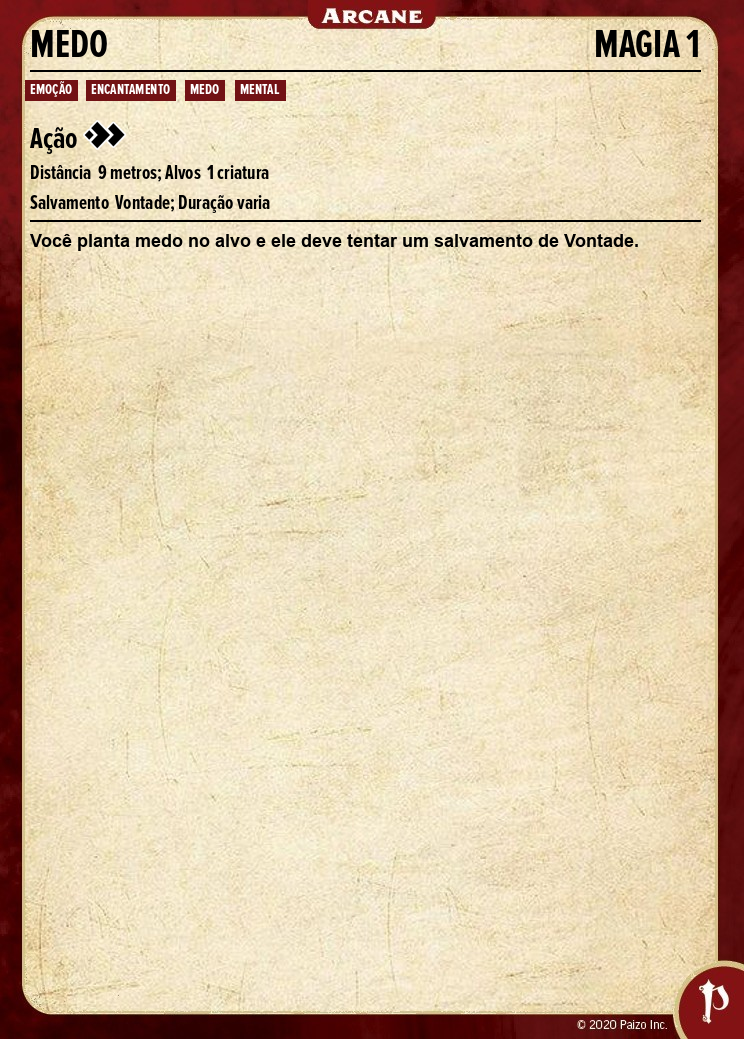 ARCANE
MEDO MAGIA 1
EMOÇÃO ENCANTAMENTO MEDO MENTAL
Ação
Distância 9 metros; Alvos 1 criatura
Salvamento Vontade; Duração varia
Você planta medo no alvo e ele deve tentar um salvamento de Vontade.
© 2020 Paizo Inc.
P